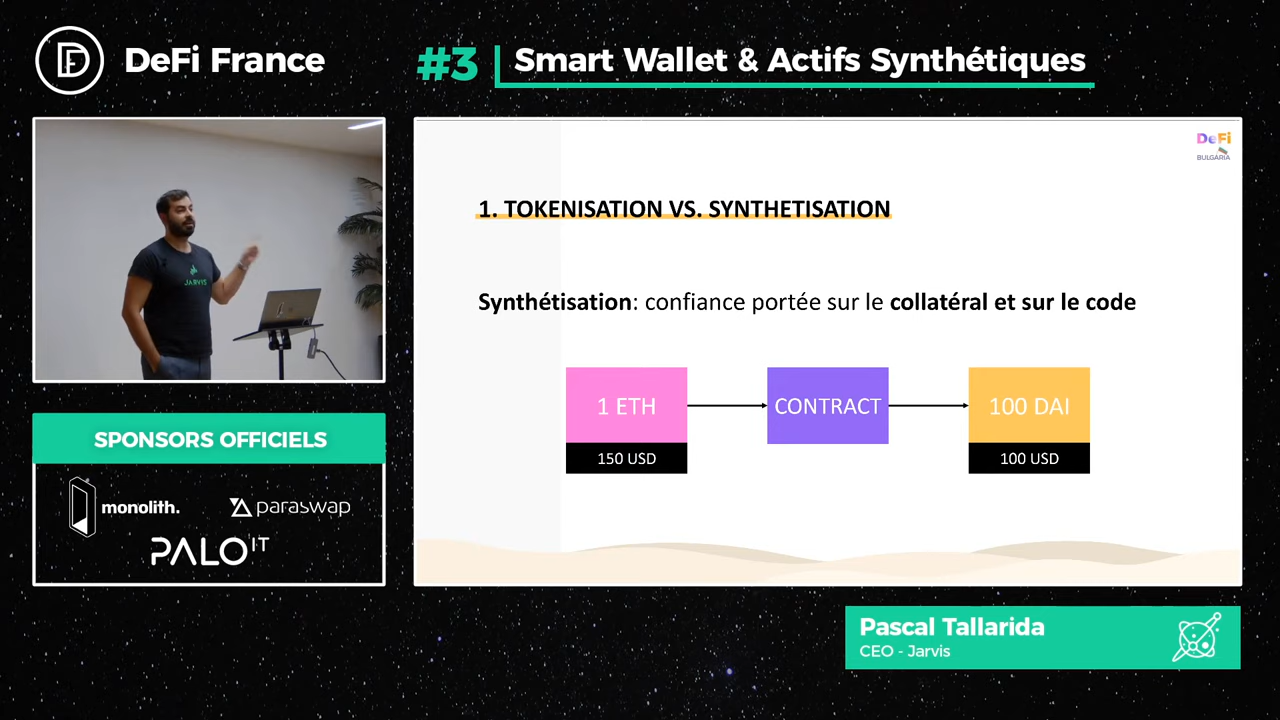 DeFi France
#3
Smart Wallet & Actifs Synthétiques
DeFi
BULGARIA
1. TOKENISATION VS. SYNTHETISATION
Synthétisation: confiance portée sur le collatéral et sur le code
1 ETH
CONTRACT
100 DAI
150 USD
100 USD
JARVIS
SPONSORS OFFICIELS
monolith.
paraswap
PALO IT
Pascal Tallarida
CEO - Jarvis